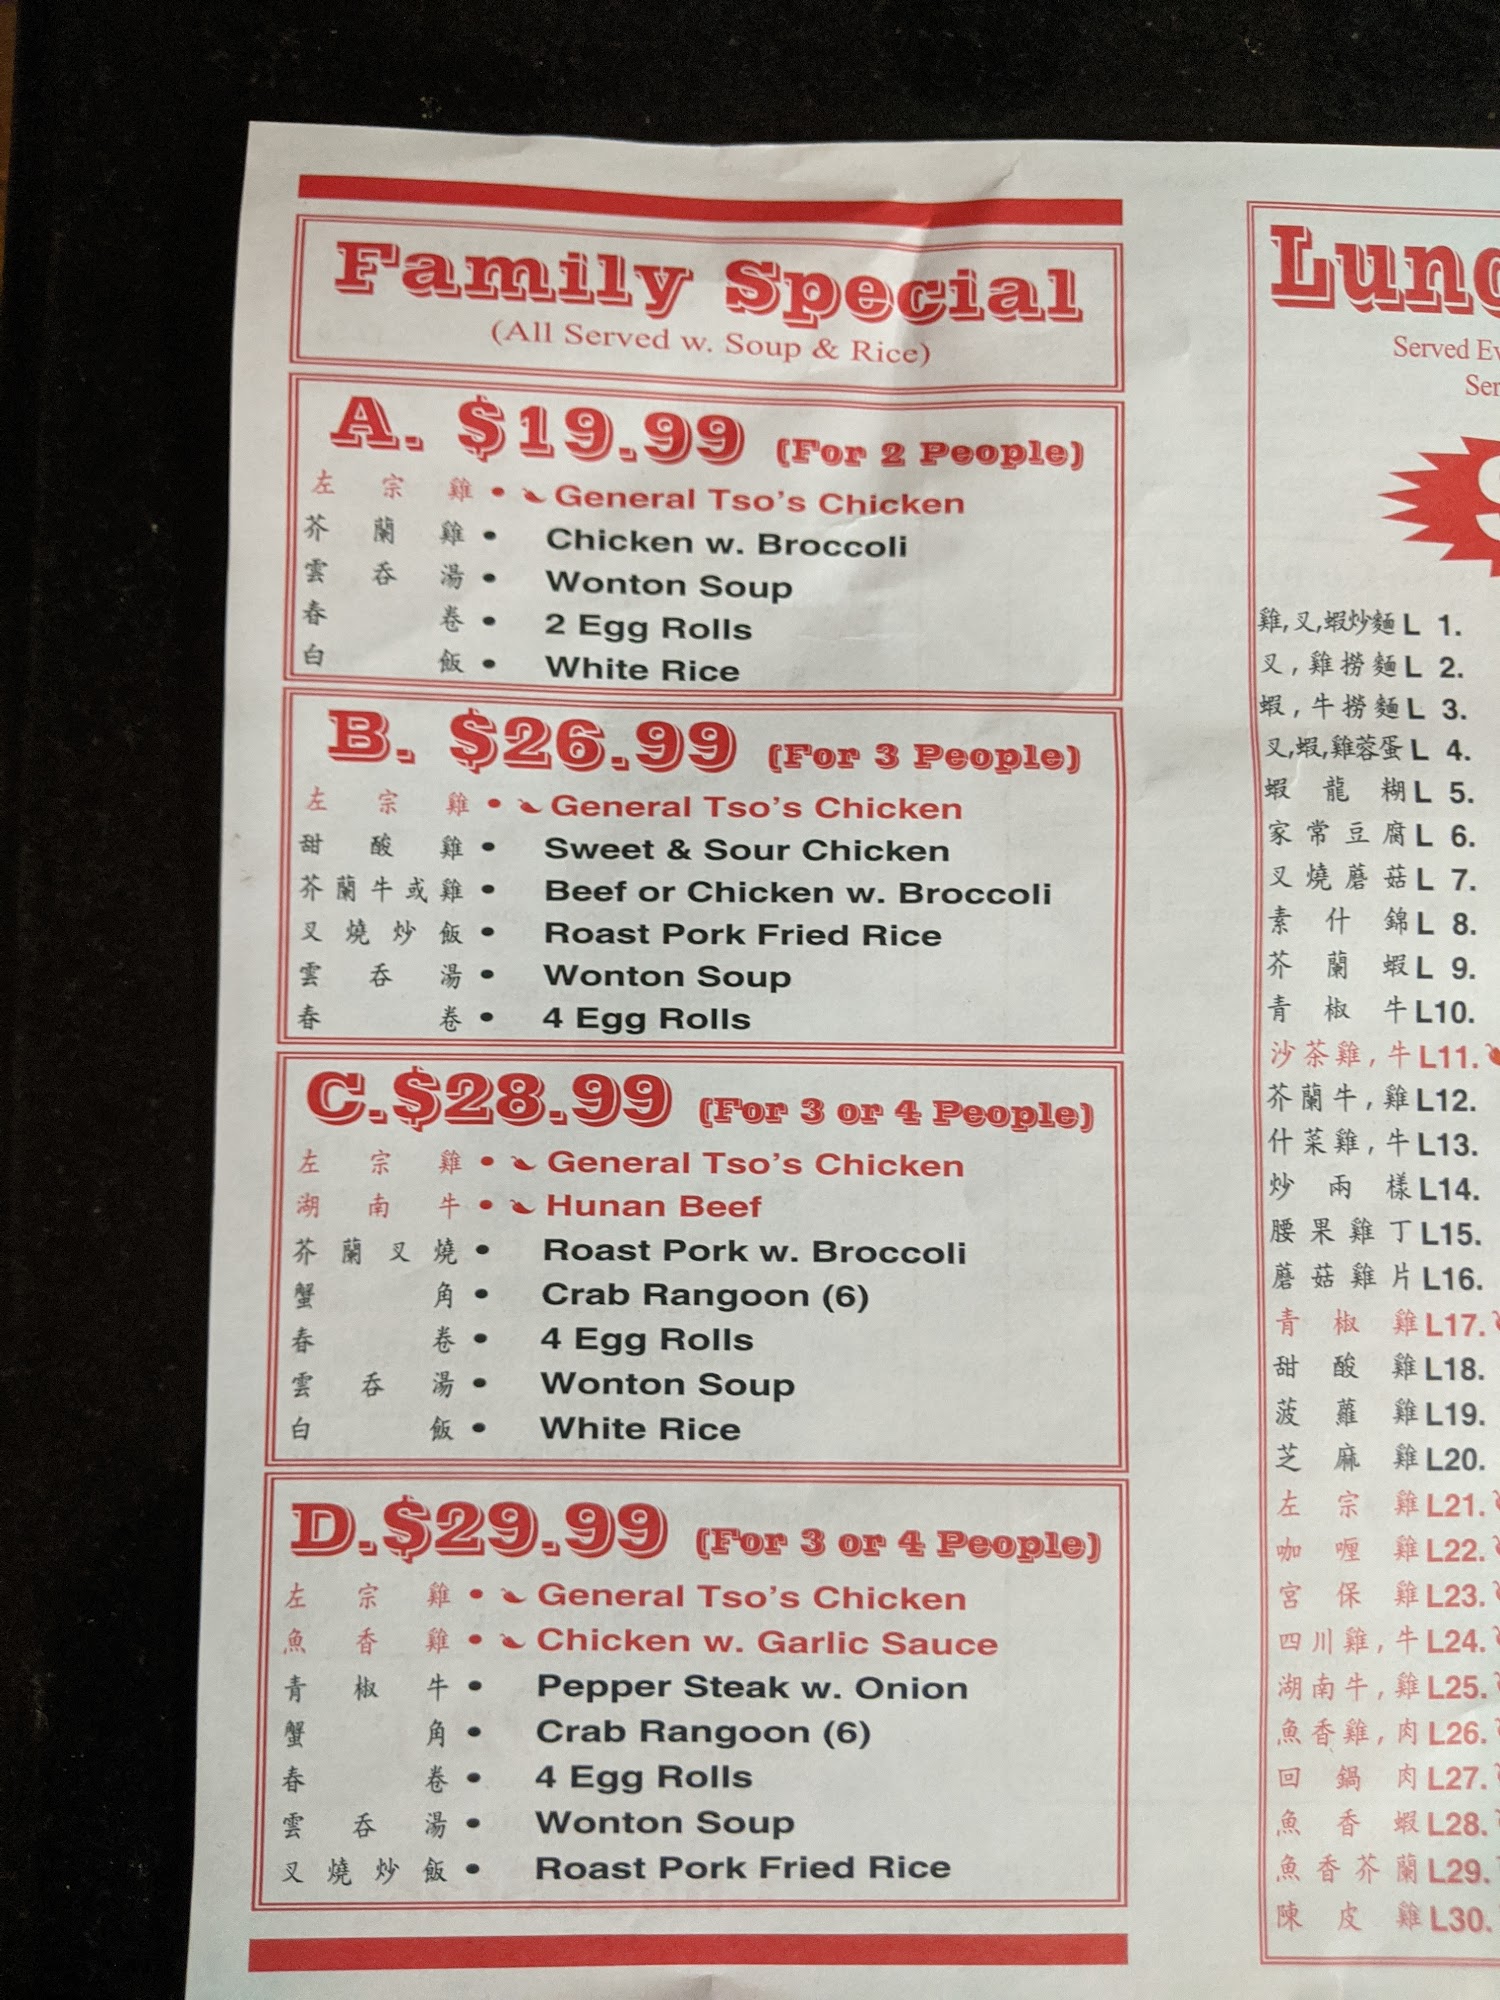 Family Special
(All Served w. Soup & Rice)
A. $19.99 (For 2 People)
左宗雞 • General Tso's Chicken
芥蘭雞 • Chicken w. Broccoli
雲吞湯 • Wonton Soup
春卷 • 2 Egg Rolls
白飯 • White Rice
B. $26.99 (For 3 People)
左宗雞 • General Tso's Chicken
甜酸雞 • Sweet & Sour Chicken
芥蘭牛或雞 • Beef or Chicken w. Broccoli
叉燒炒飯 • Roast Pork Fried Rice
雲吞湯 • Wonton Soup
春卷 • 4 Egg Rolls
C.$28.99 (For 3 or 4 People)
左宗雞 • General Tso's Chicken
湖南牛 • Hunan Beef
芥蘭叉燒 • Roast Pork w. Broccoli
蟹角 • Crab Rangoon (6)
春卷 • 4 Egg Rolls
雲吞湯 • Wonton Soup
白飯 • White Rice
D.$29.99 (For 3 or 4 People)
左宗雞 • General Tso's Chicken
魚香雞 • Chicken w. Garlic Sauce
青椒牛 • Pepper Steak w. Onion
蟹角 • Crab Rangoon (6)
春卷 • 4 Egg Rolls
雲吞湯 • Wonton Soup
叉燒炒飯 • Roast Pork Fried Rice
Served
雞,叉,蝦炒麵 L 1.
叉,雞撈麵 L 2.
蝦,牛撈麵 L 3.
叉,蝦,雞蓉蛋 L 4.
蝦龍糊 L 5.
家常豆腐 L 6.
叉燒蘑菇 L 7.
素什錦 L 8.
芥蘭蝦 L 9.
青椒牛 L10.
沙茶雞,牛 L11.
芥蘭牛,雞 L12.
什菜雞,牛 L13.
炒兩樣 L14.
腰果雞丁 L15.
蘑菇雞片 L16.
青椒雞 L17.
甜酸雞 L18.
菠蘿雞 L19.
芝麻雞 L20.
左宗雞 L21.
咖喱雞 L22.
宮保雞 L23.
四川雞,牛 L24.
湖南牛,雞 L25.
魚香雞,肉 L26.
回鍋肉 L27.
魚香蝦 L28.
魚香芥蘭 L29.
陳皮雞 L30.